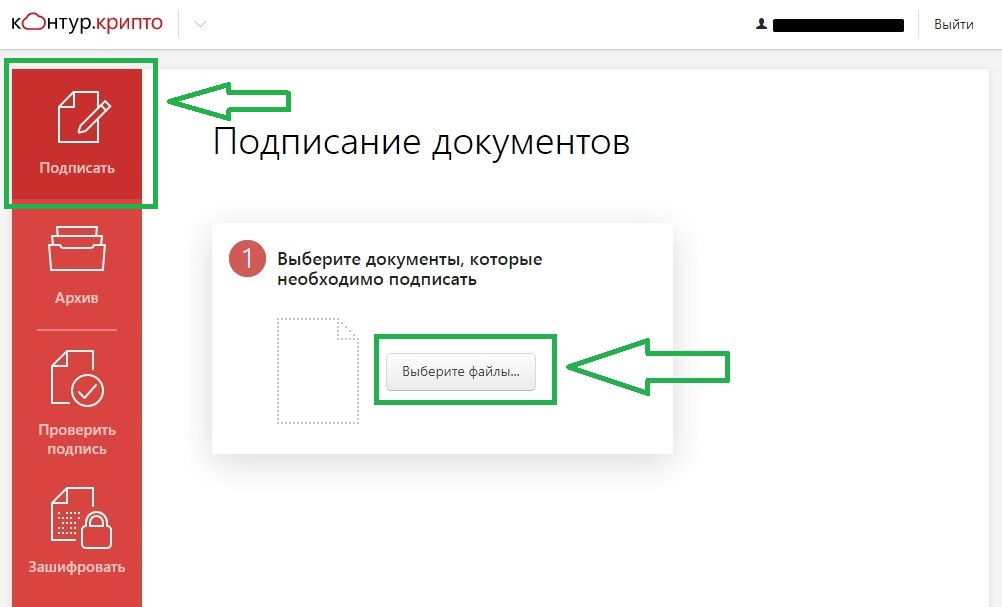 контур.крипто
Выйти
Подписать
Архив
Проверить
подпись
Зашифровать
Подписание документов
1
Выберите документы, которые
необходимо подписать
Выберите файлы...